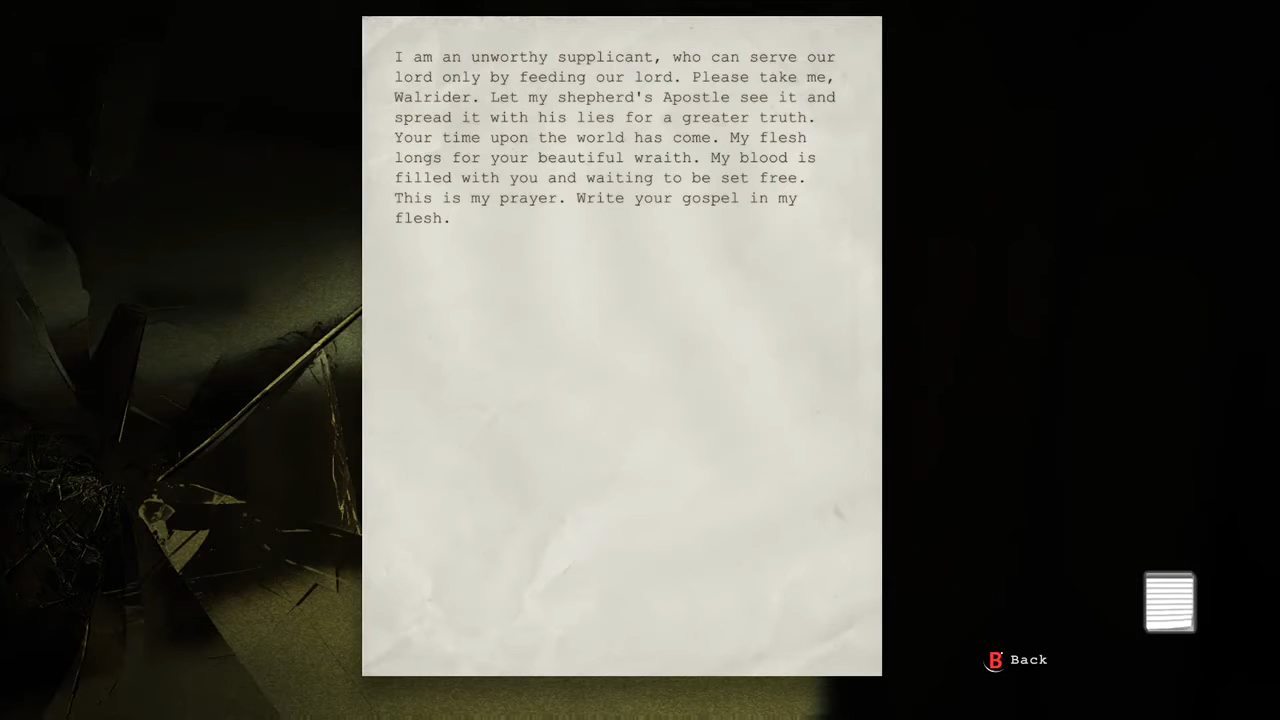 I am an unworthy supplicant, who can serve our
lord only by feeding our lord. Please take me,
Walrider. Let my shepherd's Apostle see it and
spread it with his lies for a greater truth.
Your time upon the world has come. My flesh
longs for your beautiful wraith. My blood is
filled with you and waiting to be set free.
This is my prayer. Write your gospel in my
flesh.
B Back